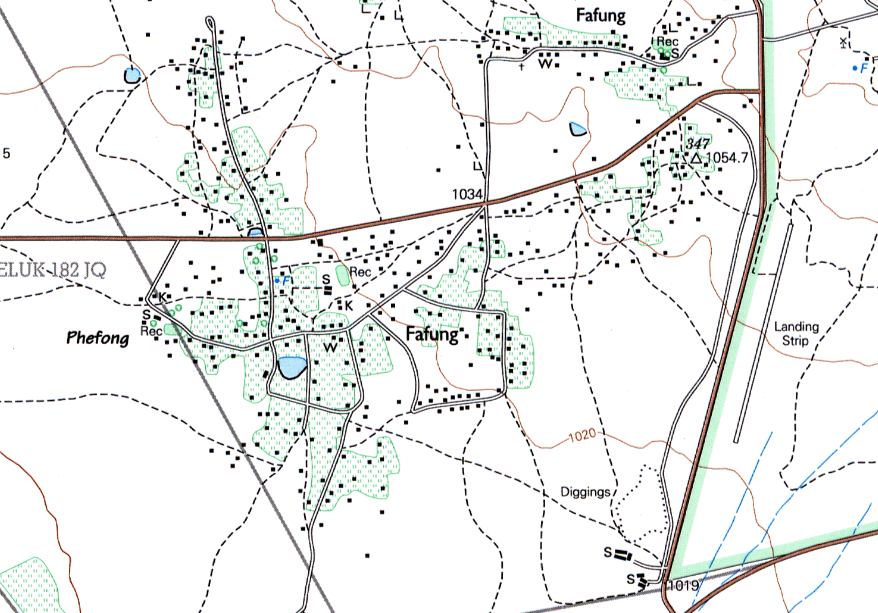 Fafung
L
L
L
Rec
S
W
F
L
5
347
1054.7
L
1034
ELUK 182 JQ
F
S
Rec
K
K
S
Rec
Phefong
W
Fafung
Landing
Strip
1020
Diggings
S
S
1019